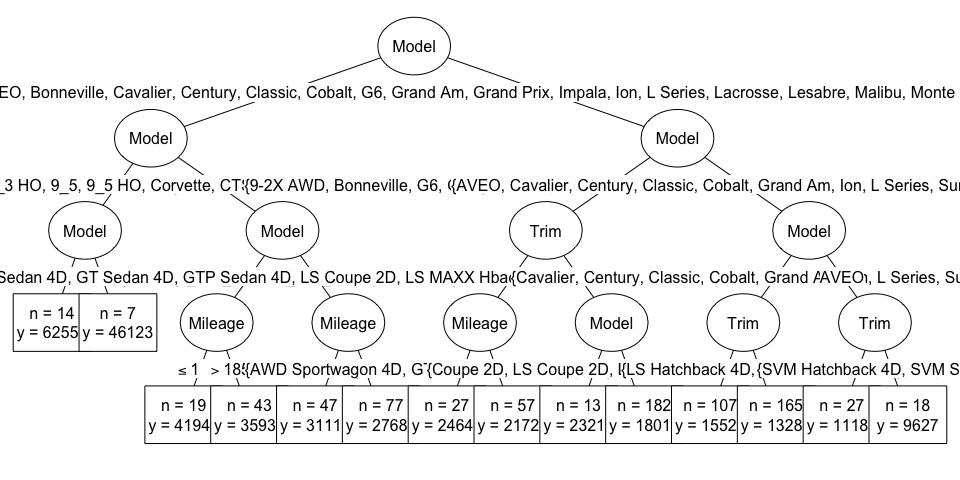 Model
EO, Bonneville, Cavalier, Century, Classic, Cobalt, G6, Grand Am, Grand Prix, Impala, Ion, L Series, Lacrosse, Lesabre, Malibu, Monte
Model Model
_3 HO, 9_5, 9_5 HO, Corvette, CT {9-2X AWD, Bonneville, G6, {AVEO, Cavalier, Century, Classic, Cobalt, Grand Am, Ion, L Series, Su
Model Model Trim Model
Sedan 4D, GT Sedan 4D, GTP Sedan 4D, LS Coupe 2D, LS MAXX Hba {Cavalier, Century, Classic, Cobalt, Grand AVEO, L Series, Su
n = 14 n = 7 Mileage Mileage Mileage Model Trim Trim
y = 6255 y = 46123
≤ 1 > 18 {AWD Sportwagon 4D, G {Coupe 2D, LS Coupe 2D, {LS Hatchback 4D, {SVM Hatchback 4D, SVM S
n = 19 n = 43 n = 47 n = 77 n = 27 n = 57 n = 13 n = 182 n = 107 n = 165 n = 27 n = 18
y = 4194 y = 3593 y = 3111 y = 2768 y = 2464 y = 2172 y = 2321 y = 1801 y = 1552 y = 1328 y = 1118 y = 9627